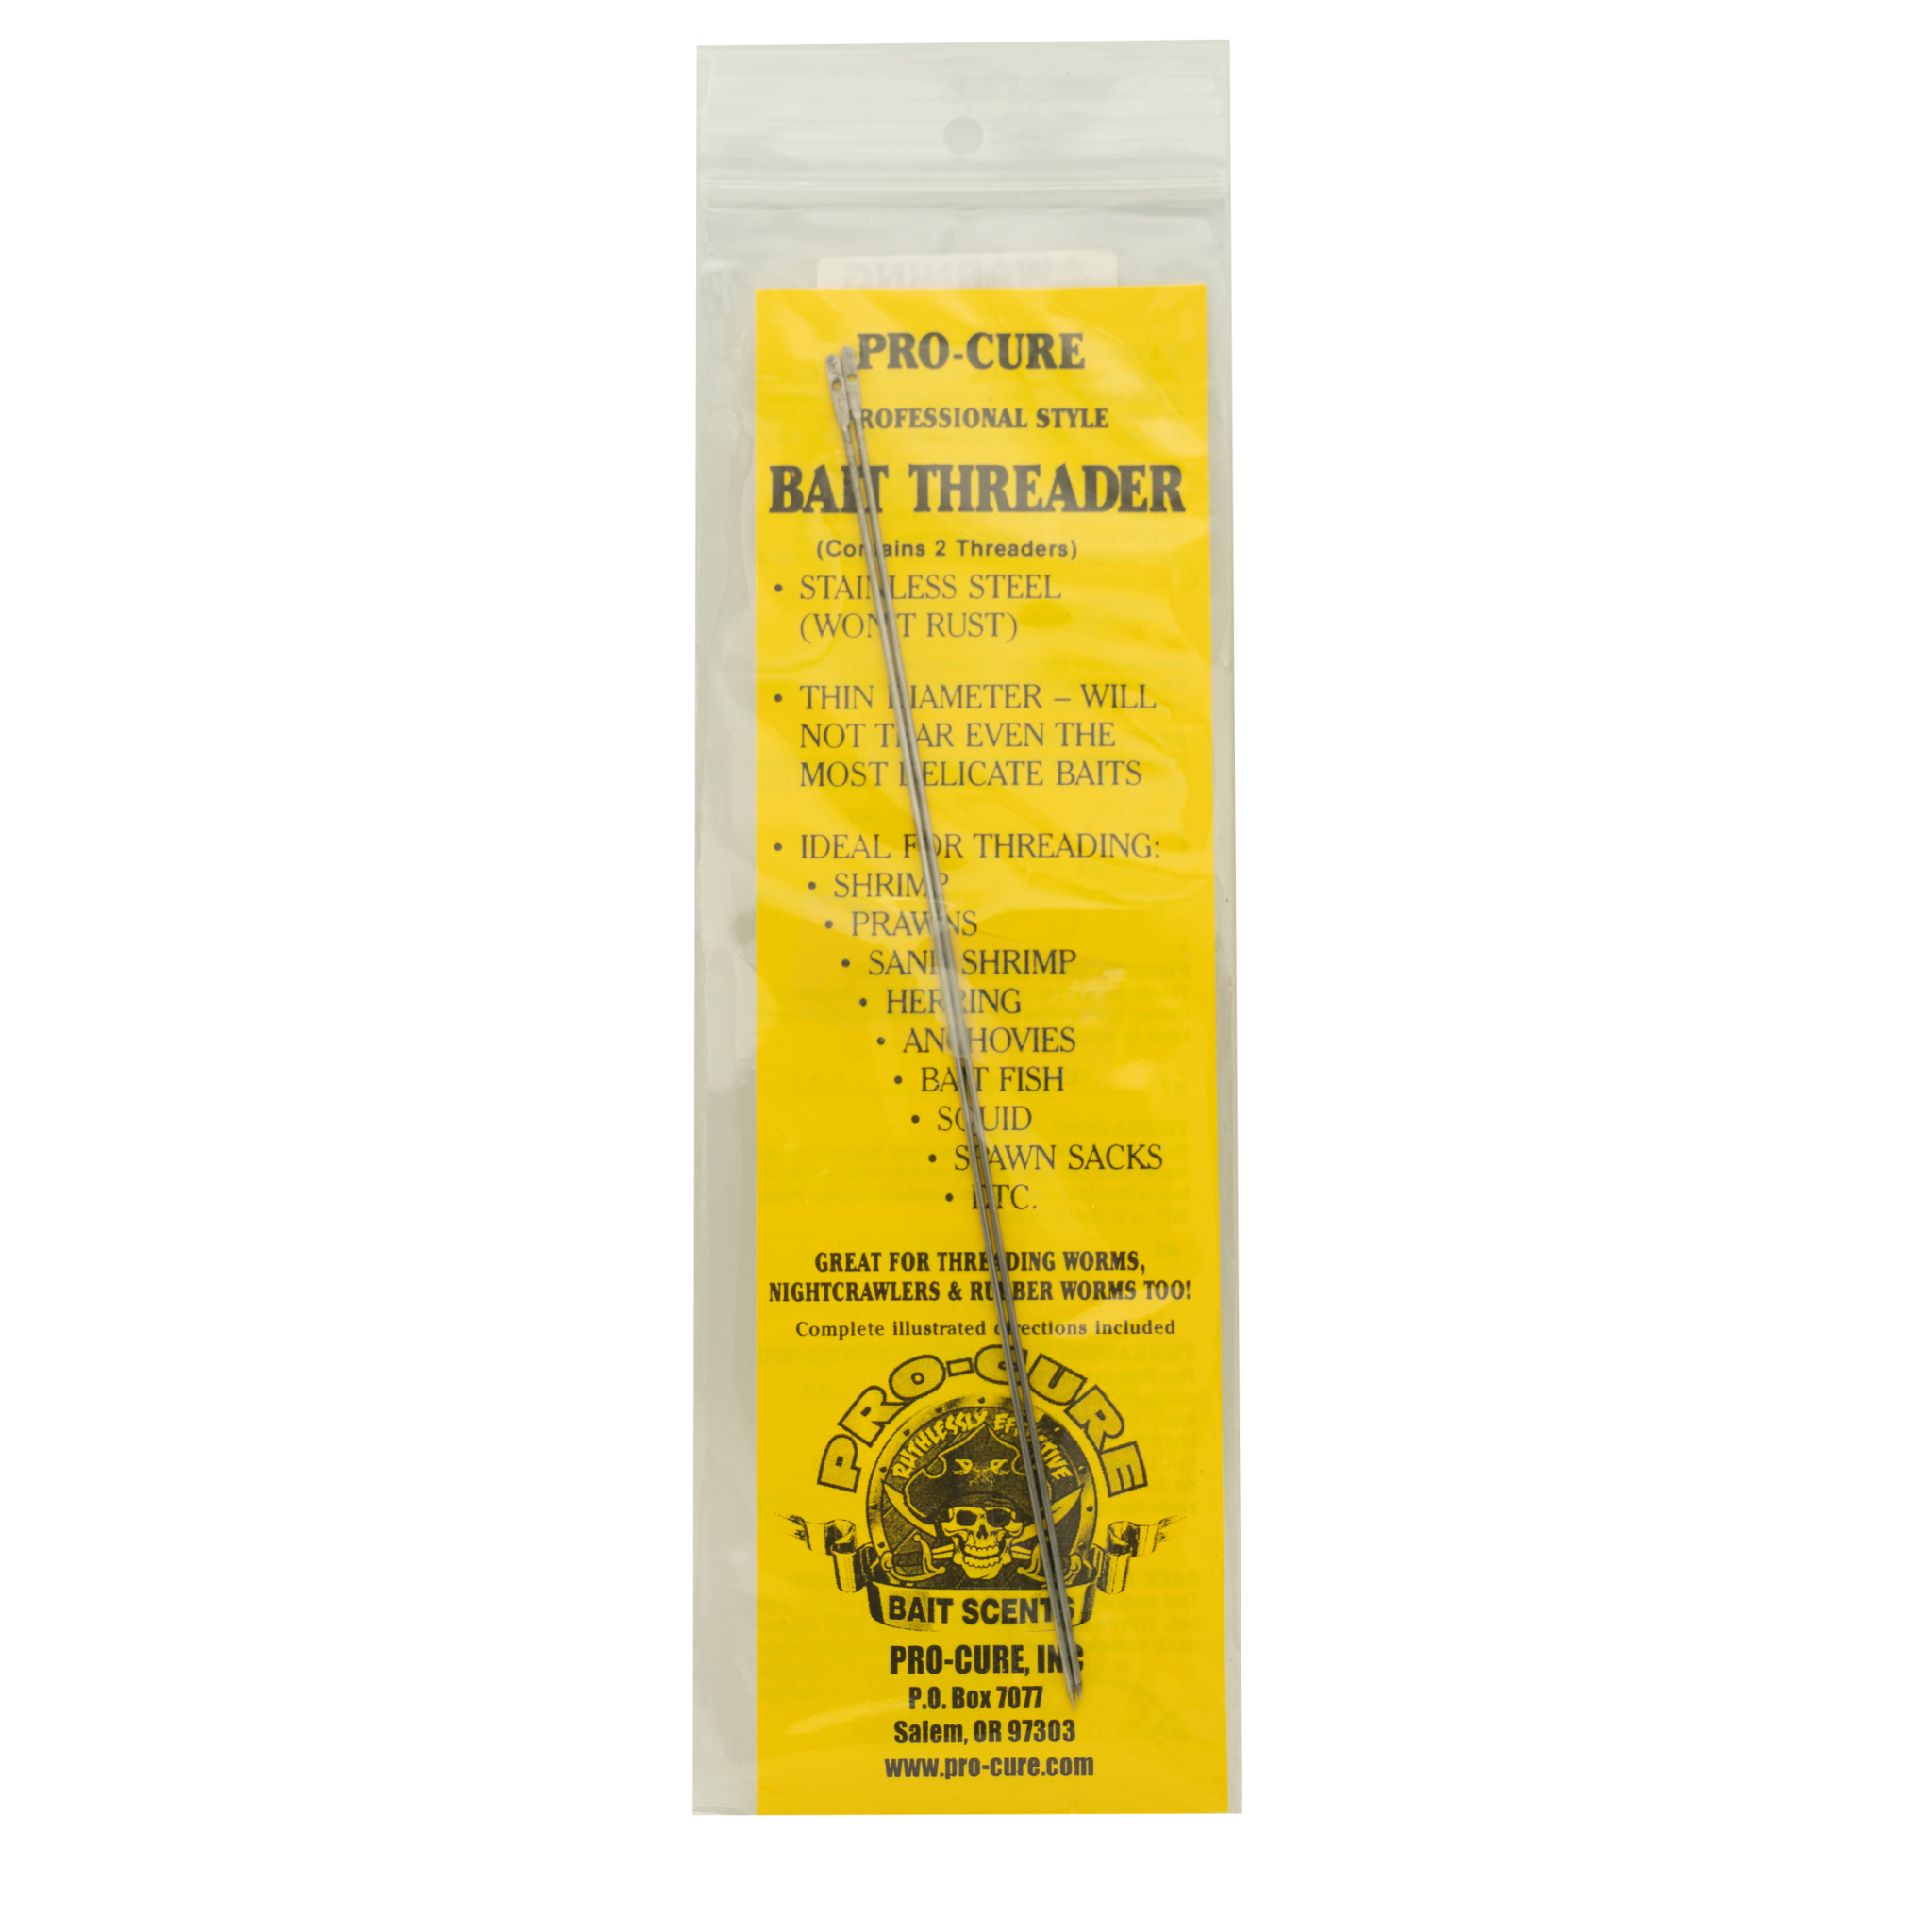 WARNING
PRO-CURE
PROFESSIONAL STYLE
BAIT THREADER
(Contains 2 Threaders)
• STAINLESS STEEL
(WON'T RUST)
• THIN DIAMETER – WILL
NOT TEAR EVEN THE
MOST DELICATE BAITS
• IDEAL FOR THREADING:
• SHRIMP
• PRAWNS
• SAND SHRIMP
• HERRING
• ANCHOVIES
• BAIT FISH
• SQUID
• SPAWN SACKS
• ETC.
GREAT FOR THREADING WORMS,
NIGHTCRAWLERS & RUBBER WORMS TOO!
Complete illustrated directions included
PRO-CURE
RUTHLESSLY EFFECTIVE
BAIT SCENTS
PRO-CURE, INC
P.O. Box 7077
Salem, OR 97303
www.pro-cure.com